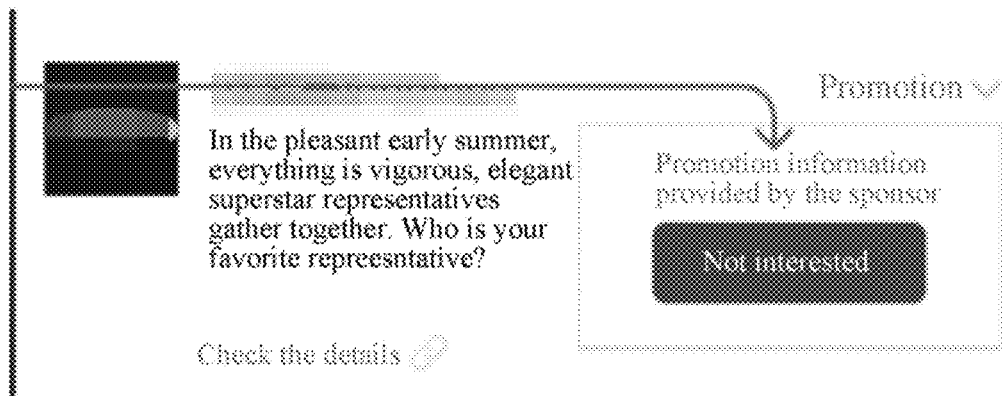 Promotion
In the pleasant early summer,
everything is vigorous, elegant
superstar representatives
gather together. Who is your
favorite repreesntative?
Promotion information
provided by the sponsor
Not interested
Check the details